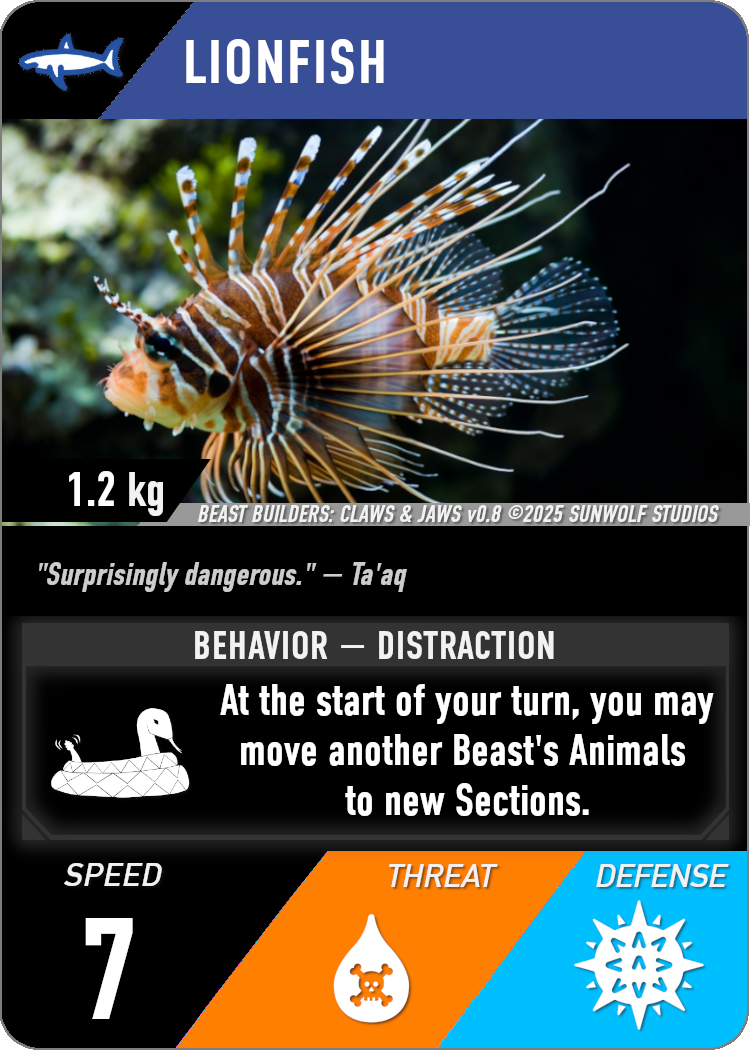 LIONFISH
1.2 kg
BEAST BUILDERS: CLAWS & JAWS v0.8 ©2025 SUNWOLF STUDIOS
"Surprisingly dangerous." — Ta'aq
BEHAVIOR — DISTRACTION
At the start of your turn, you may
move another Beast's Animals
to new Sections.
SPEED
THREAT
DEFENSE
7